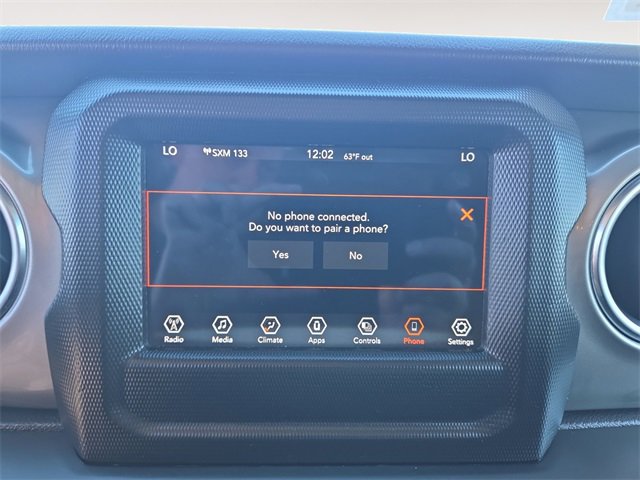 LO SXM 133 12:02 63°F out LO
No phone connected.
Do you want to pair a phone?
Yes No
Radio Media Climate Apps Controls Phone Settings